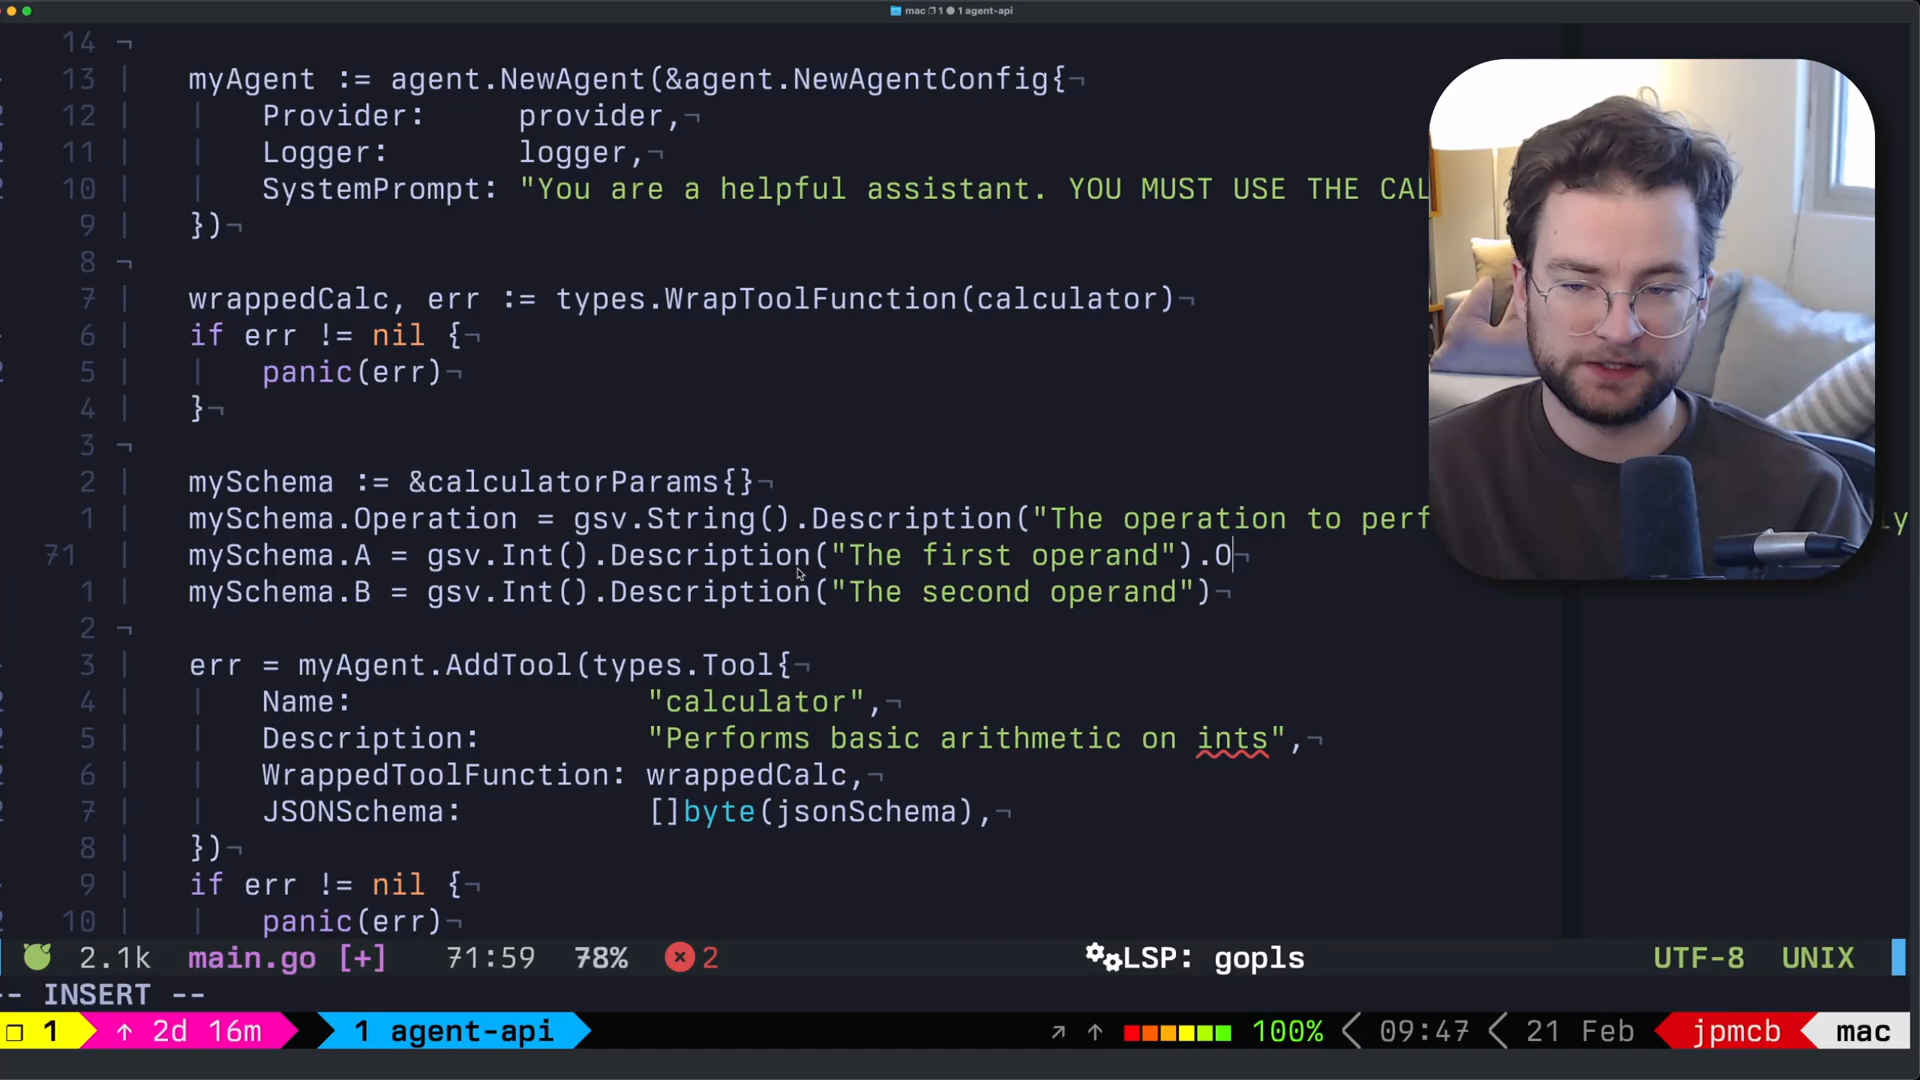 mac 1 1 agent-api
14 ¬
13 myAgent := agent.NewAgent(&agent.NewAgentConfig{¬
12 Provider: provider,¬
11 Logger: logger,¬
10 SystemPrompt: "You are a helpful assistant. YOU MUST USE THE CAL
9 })¬
8 ¬
7 wrappedCalc, err := types.WrapToolFunction(calculator)¬
6 if err != nil {¬
5 panic(err)¬
4 }¬
3 ¬
2 mySchema := &calculatorParams{}¬
1 mySchema.Operation = gsv.String().Description("The operation to perf ly
71 mySchema.A = gsv.Int().Description("The first operand").O¬
1 mySchema.B = gsv.Int().Description("The second operand")¬
2 ¬
3 err = myAgent.AddTool(types.Tool{¬
4 Name: "calculator",¬
5 Description: "Performs basic arithmetic on ints",¬
6 WrappedToolFunction: wrappedCalc,¬
7 JSONSchema: []byte(jsonSchema),¬
8 })¬
9 if err != nil {¬
10 panic(err)¬
2.1k main.go [+] 71:59 78% 2 LSP: gopls UTF-8 UNIX
-- INSERT --
1 ↑ 2d 16m 1 agent-api ↗ ↑ 100% 09:47 21 Feb jpmcb mac